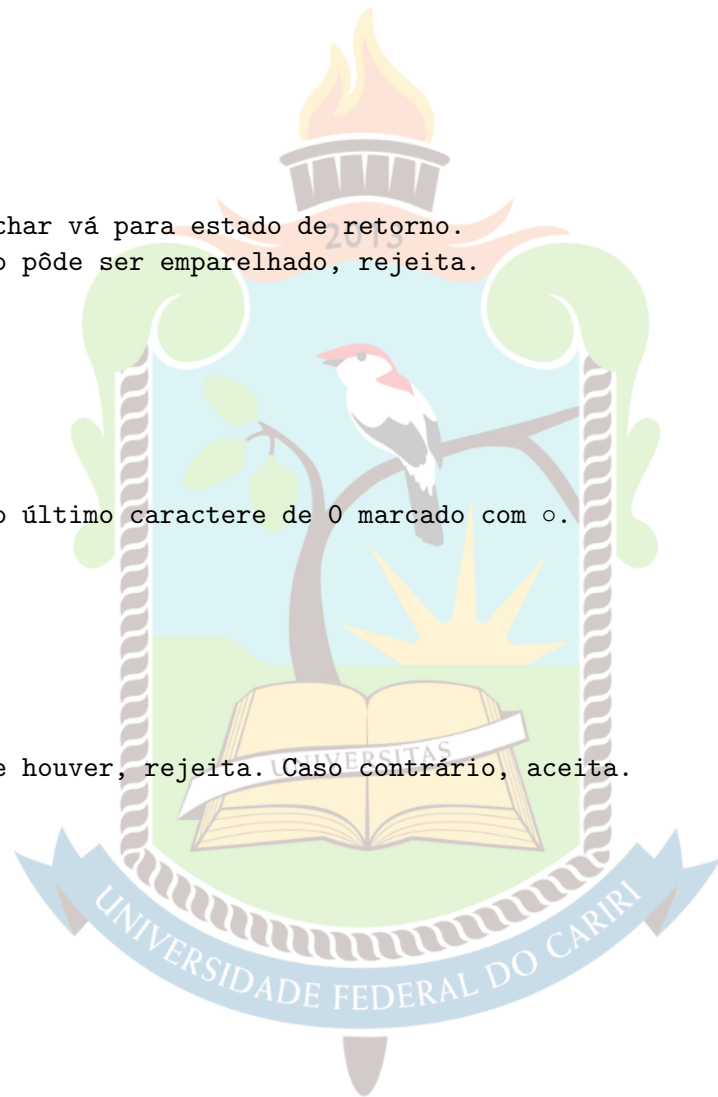 char vá para estado de retorno.
2013
o pôde ser emparelhado, rejeita.
o último caractere de 0 marcado com ○.
e houver, rejeita. Caso contrário, aceita.
UNIVERSITAS
UNIVERSIDADE FEDERAL DO CARIRI